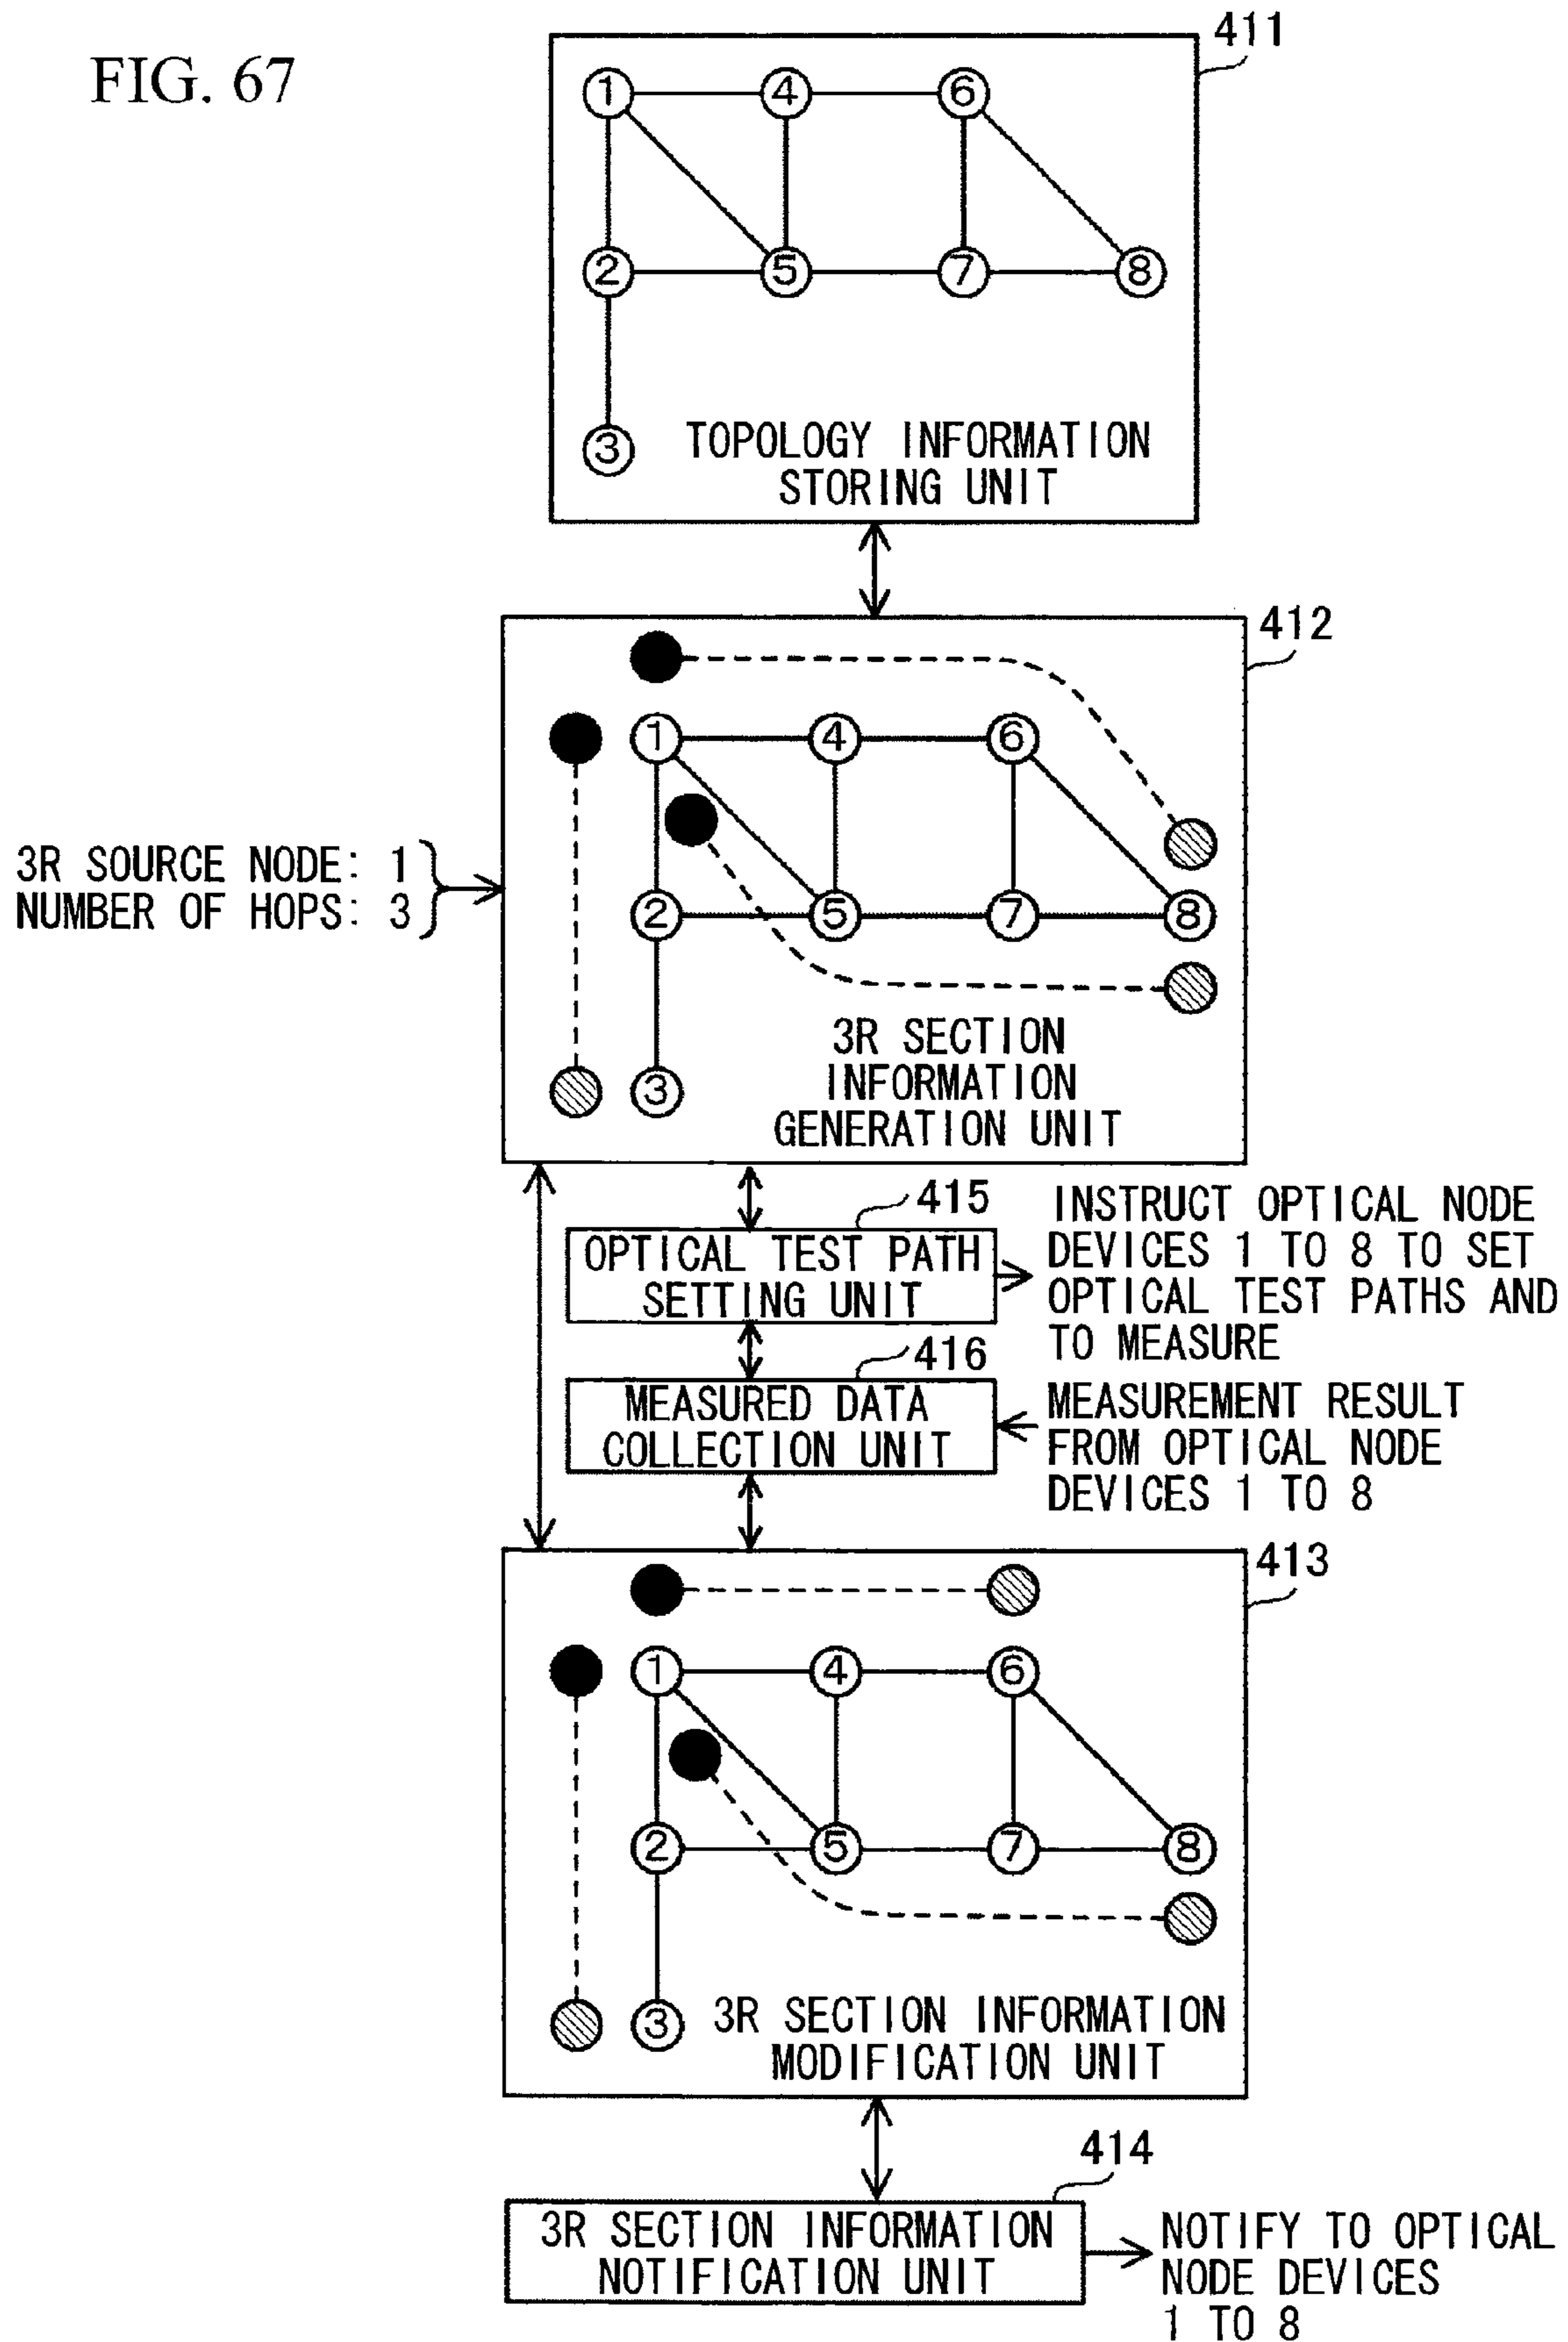 FIG. 67
411
1 4 6
2 5 7 8
3
TOPOLOGY INFORMATION
STORING UNIT
412
1 4 6
3R SOURCE NODE: 1
NUMBER OF HOPS: 3
2 5 7 8
3
3R SECTION
INFORMATION
GENERATION UNIT
415
OPTICAL TEST PATH
SETTING UNIT
INSTRUCT OPTICAL NODE
DEVICES 1 TO 8 TO SET
OPTICAL TEST PATHS AND
TO MEASURE
416
MEASURED DATA
COLLECTION UNIT
MEASUREMENT RESULT
FROM OPTICAL NODE
DEVICES 1 TO 8
413
1 4 6
2 5 7 8
3
3R SECTION INFORMATION
MODIFICATION UNIT
414
3R SECTION INFORMATION
NOTIFICATION UNIT
NOTIFY TO OPTICAL
NODE DEVICES
1 TO 8